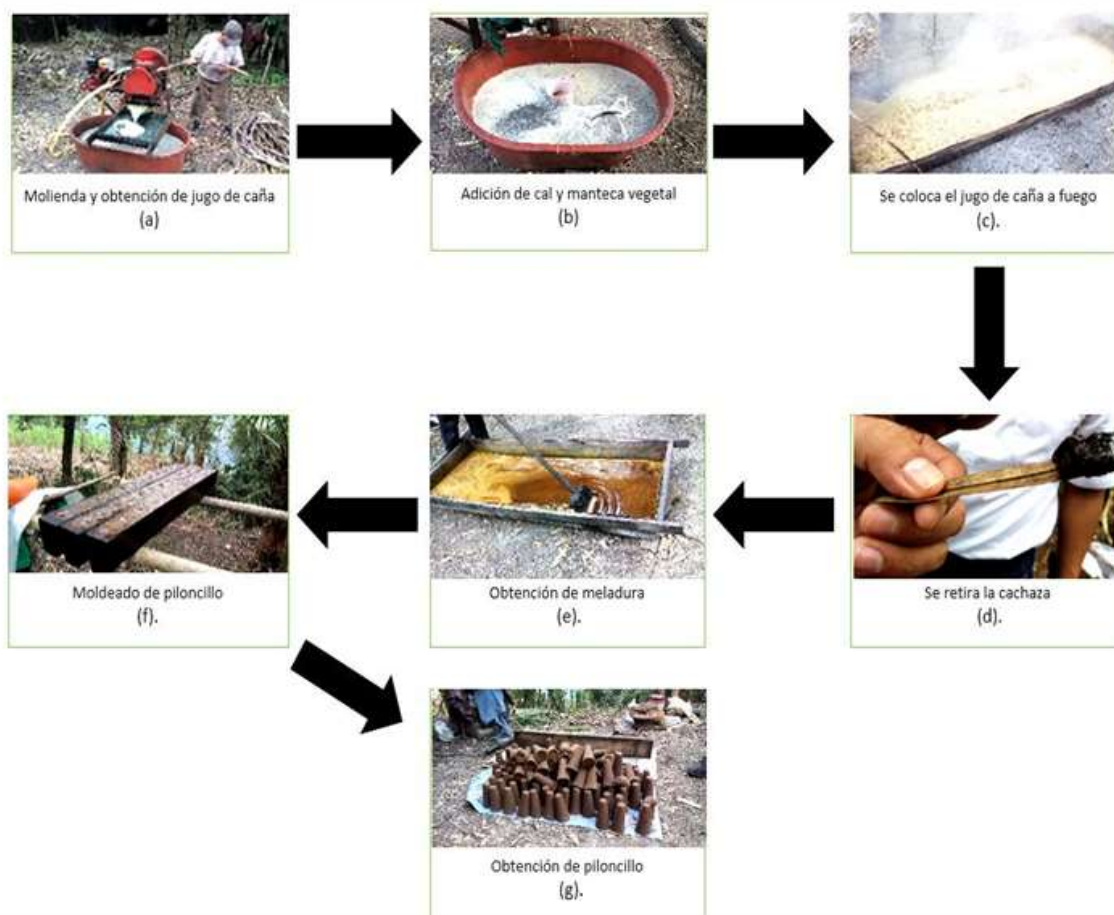 Molienda y obtención de jugo de caña
(a)
Adición de cal y manteca vegetal
(b)
Se coloca el jugo de caña a fuego
(c).
Se retira la cachaza
(d).
Obtención de meladura
(e).
Moldeado de piloncillo
(f).
Obtención de piloncillo
(g).